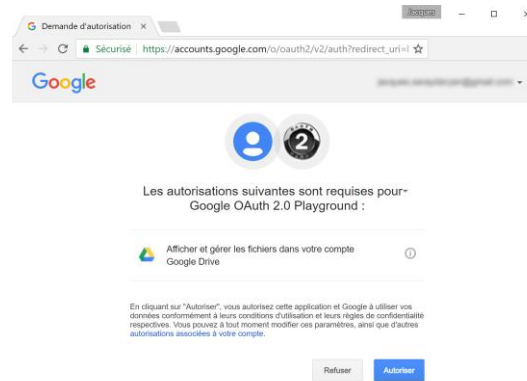 Jacques
Demande d'autorisation
Sécurisé https://accounts.google.com/o/oauth2/v2/auth?redirect_uri=l
Google
2
Les autorisations suivantes sont requises pour
Google OAuth 2.0 Playground :
Afficher et gérer les fichiers dans votre compte
Google Drive
En cliquant sur "Autoriser", vous autorisez cette application et Google à utiliser vos
données conformément à leurs conditions d'utilisation et leurs règles de confidentialité
respectives. Vous pouvez à tout moment modifier ces paramètres, ainsi que d'autres
autorisations associées à votre compte.
Refuser Autoriser